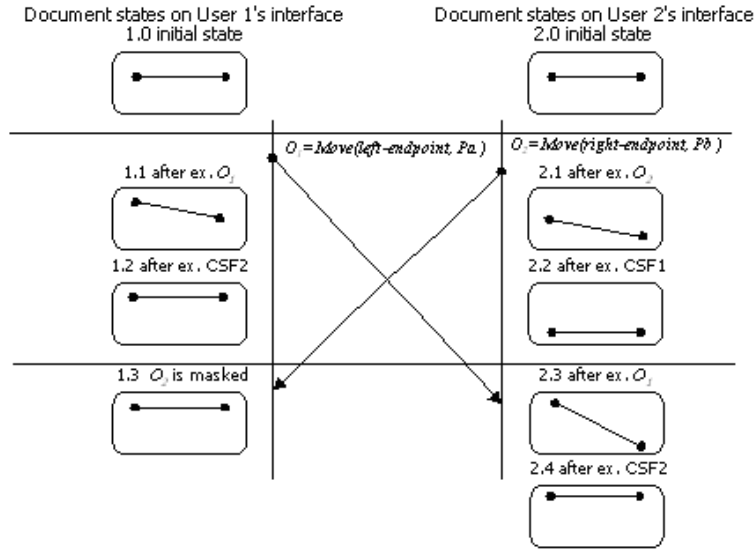 Document states on User 1's interface
1.0 initial state
Document states on User 2's interface
2.0 initial state
O₁=Move(left-endpoint, Pa )
O₂=Move(right-endpoint, Pb )
1.1 after ex. O₁
2.1 after ex. O₂
1.2 after ex. CSF2
2.2 after ex. CSF1
1.3 O₂ is masked
2.3 after ex. O₁
2.4 after ex. CSF2